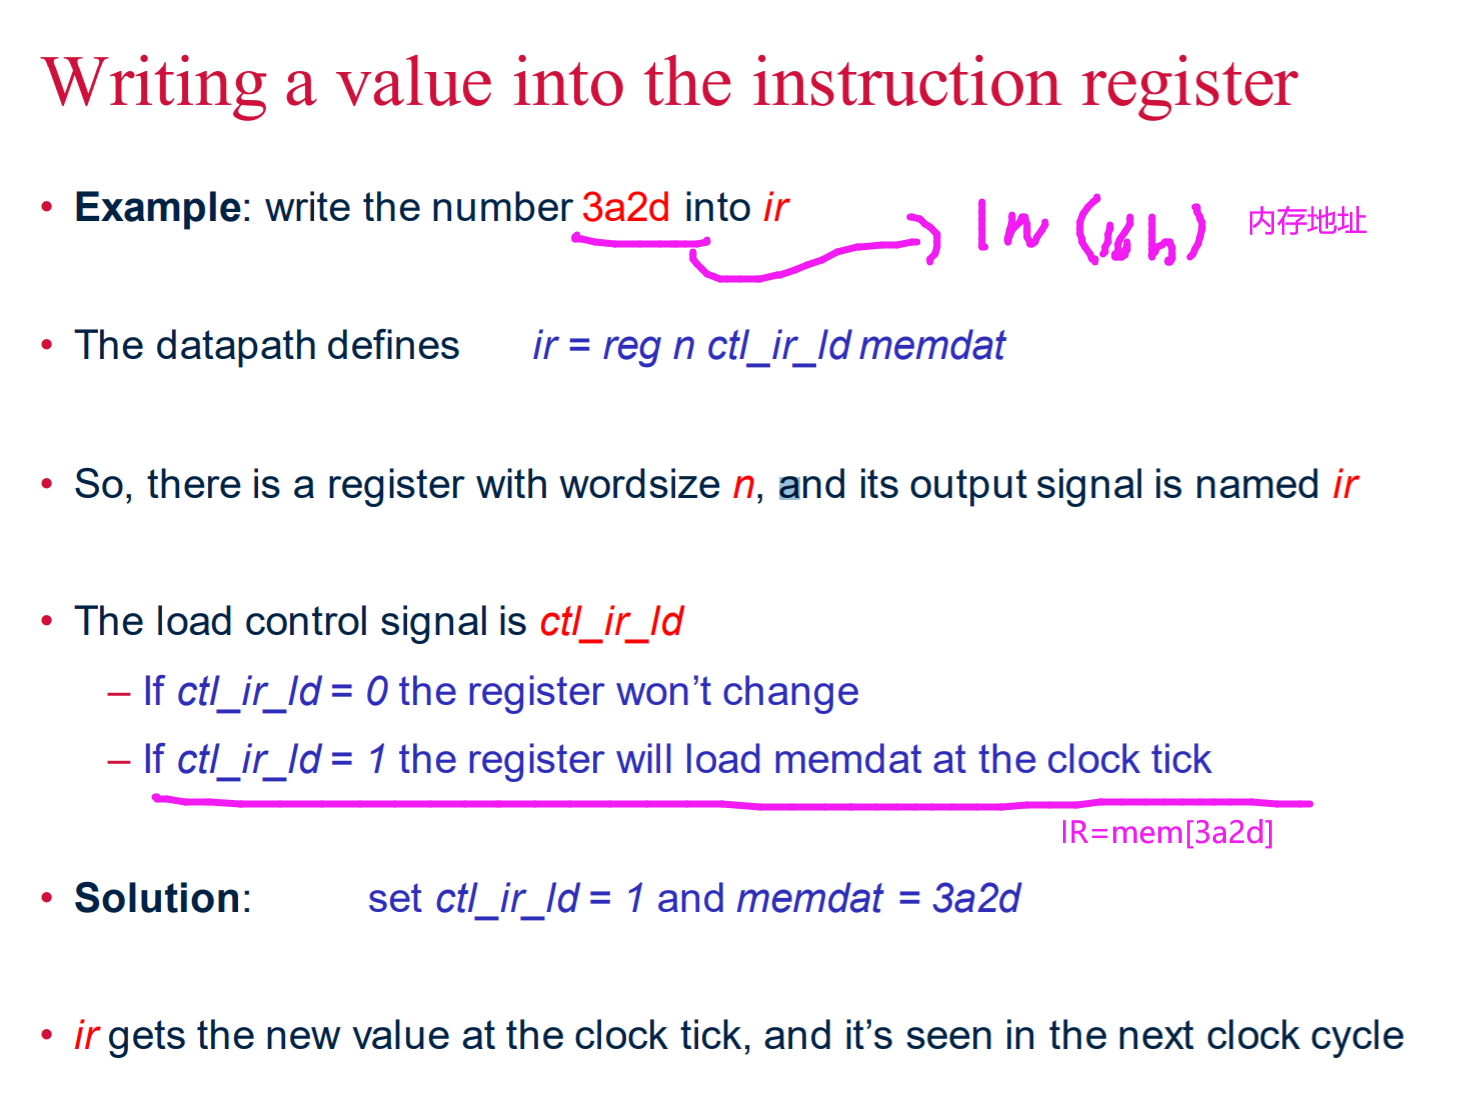 Writing a value into the instruction register
• Example: write the number 3a2d into ir
内存地址
• The datapath defines ir = reg n ctl_ir_ld memdat
• So, there is a register with wordsize n, and its output signal is named ir
• The load control signal is ctl_ir_ld
– If ctl_ir_ld = 0 the register won’t change
– If ctl_ir_ld = 1 the register will load memdat at the clock tick
IR=mem[3a2d]
• Solution: set ctl_ir_ld = 1 and memdat = 3a2d
• ir gets the new value at the clock tick, and it’s seen in the next clock cycle